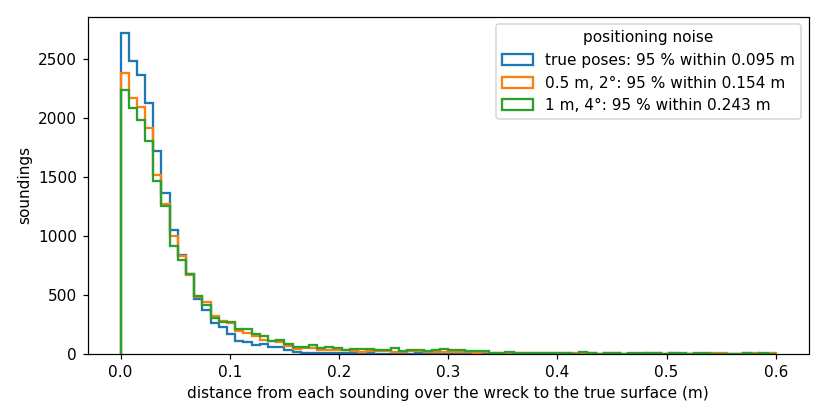 positioning noise
true poses: 95 % within 0.095 m
0.5 m, 2°: 95 % within 0.154 m
1 m, 4°: 95 % within 0.243 m
soundings
2500
2000
1500
1000
500
0
0.0 0.1 0.2 0.3 0.4 0.5 0.6
distance from each sounding over the wreck to the true surface (m)